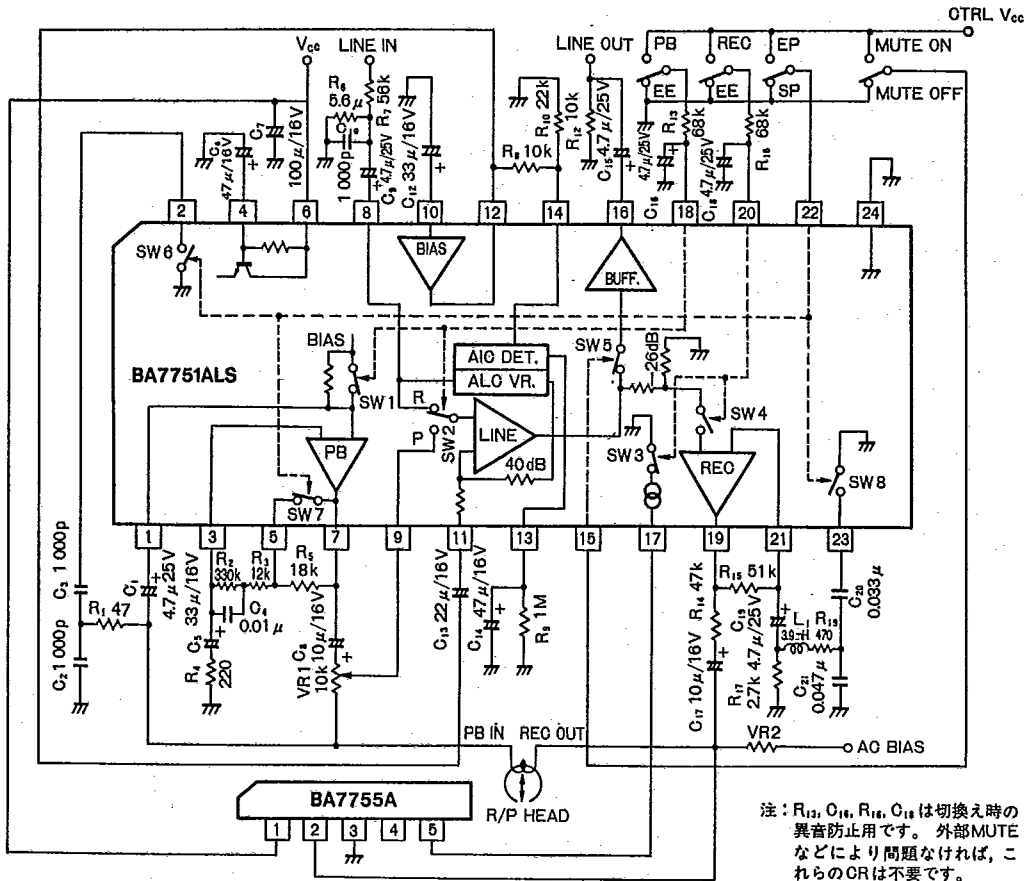 CTRL Vcc
Vcc
LINE IN
LINE OUT
PB
REC
EP
MUTE ON
EE
EE
SP
MUTE OFF
C7
100μ/16V
C6
47μ/16V
R6
5.6μ
R7 56k
1000p
C9
4.7μ/25V
C12 33μ/16V
R8 10k
R10 22k
R12 10k
C15 4.7μ/25V
R13
68k
4.7μ/25V
C16
C18 4.7μ/25V
68k
R16
2
4
6
8
10
12
14
16
18
20
22
24
SW6
BIAS
BUFF.
BIAS
SW1
BA7751ALS
AIC DET.
ALC VR.
R
P
SW2
LINE
40dB
SW5
26dB
SW4
SW3
REC
PB
SW7
SW8
1
3
5
7
9
11
13
15
17
19
21
23
C3 1000p
C2 1000p
R1 47
C1
4.7μ/25V
33μ/16V
C5
R2
330k
R3
12k
C4
0.01μ
R4
220
R5
18k
C8
10μ/16V
VR1
10k
C13 22μ/16V
C14 47μ/16V
R9 1M
R14 47k
C17 10μ/16V
R15 51k
C19
4.7μ/25V
R17
2.7k
L1
3.9mH
R19
470
C20
0.033μ
C21
0.047μ
PB IN
REC OUT
VR2
AC BIAS
R/P HEAD
BA7755A
1
2
3
4
5
注：R13, C16, R16, C18 は切換え時の
異音防止用です。 外部MUTE
などにより問題なければ，こ
れらのCRは不要です。